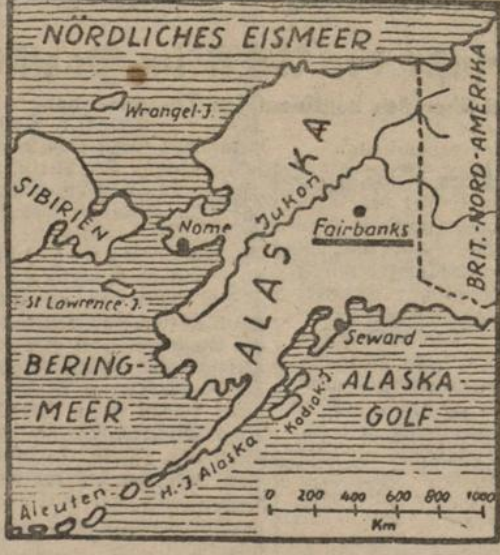 NÖRDLICHES EISMEER
Wrangel-J.
SIBIRIEN
Nome
Jukon
Fairbanks
BRIT.-NORD-AMERIKA
ALASKA
St Lawrence-J.
Seward
BERING-
MEER
ALASKA-
GOLF
Kodiak-J.
H.-J. Alaska
Aleuten
0 200 400 600 800 1000
Km